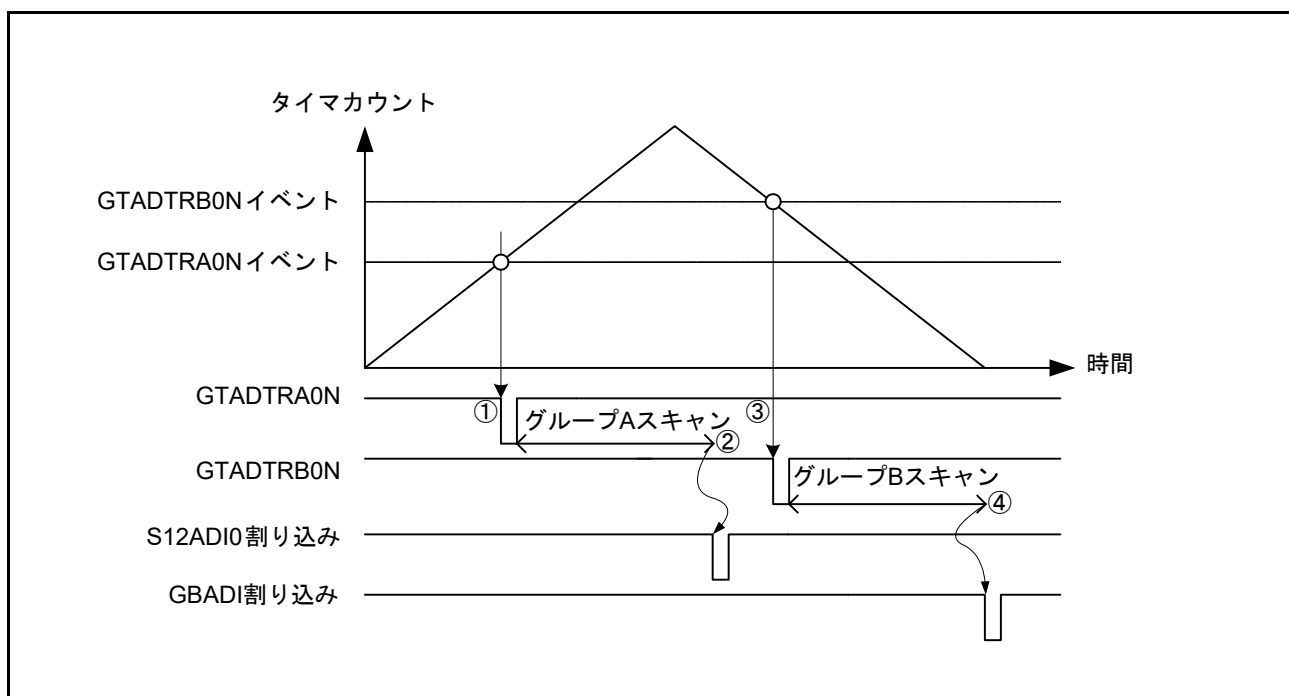 タイマカウント
GTADTRB0Nイベント
GTADTRA0Nイベント
時間
GTADTRA0N
①
グループAスキャン
②
③
GTADTRB0N
グループBスキャン
④
S12ADI0割り込み
GBADI割り込み